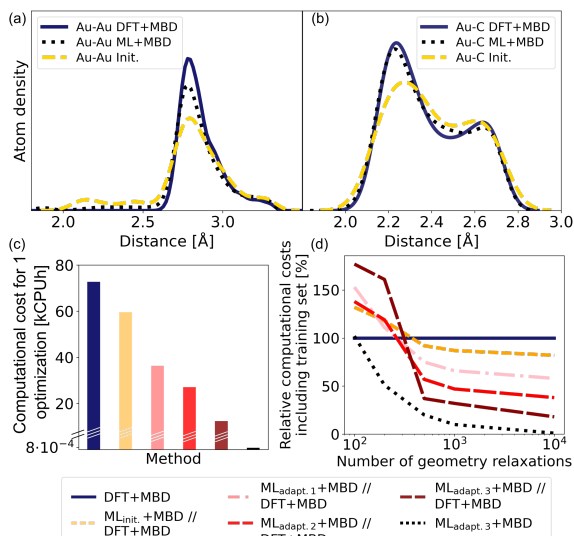 (a)
Au-Au DFT+MBD
Au-Au ML+MBD
Au-Au Init.
(b)
Au-C DFT+MBD
Au-C ML+MBD
Au-C Init.
Atom density
2.0 2.5 3.0
Distance [Å]
2.0 2.2 2.4 2.6 2.8 3.0
Distance [Å]
(c)
Computational cost for 1
optimization [kCPUh]
80
60
40
20
8·10⁻⁴
Method
(d)
Relative computational costs
including training set [%]
150
100
50
0
10² 10³ 10⁴
Number of geometry relaxations
DFT+MBD
ML_init. +MBD //
DFT+MBD
ML_adapt. 1+MBD //
DFT+MBD
ML_adapt. 2+MBD //
DFT+MBD
ML_adapt. 3+MBD //
DFT+MBD
ML_adapt. 3+MBD